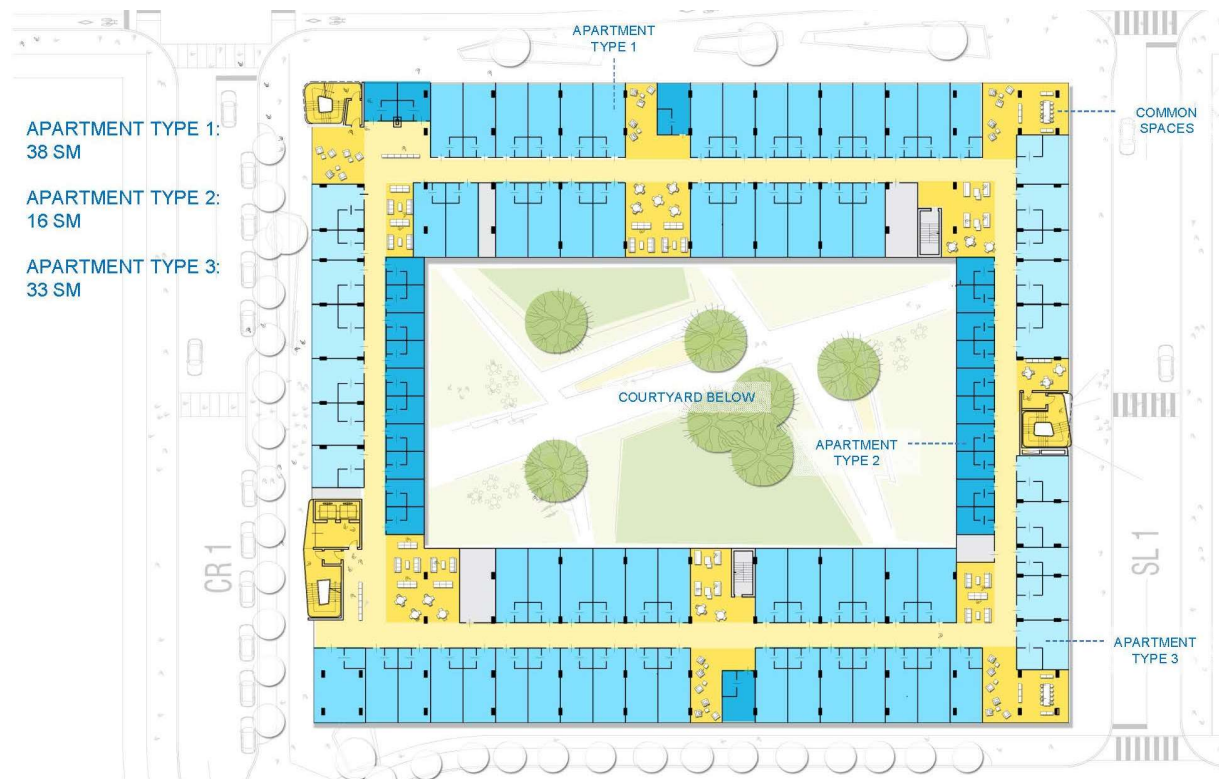 APARTMENT
TYPE 1
APARTMENT TYPE 1:
38 SM
COMMON
SPACES
APARTMENT TYPE 2:
16 SM
APARTMENT TYPE 3:
33 SM
COURTYARD BELOW
APARTMENT
TYPE 2
CR 1
SL 1
APARTMENT
TYPE 3